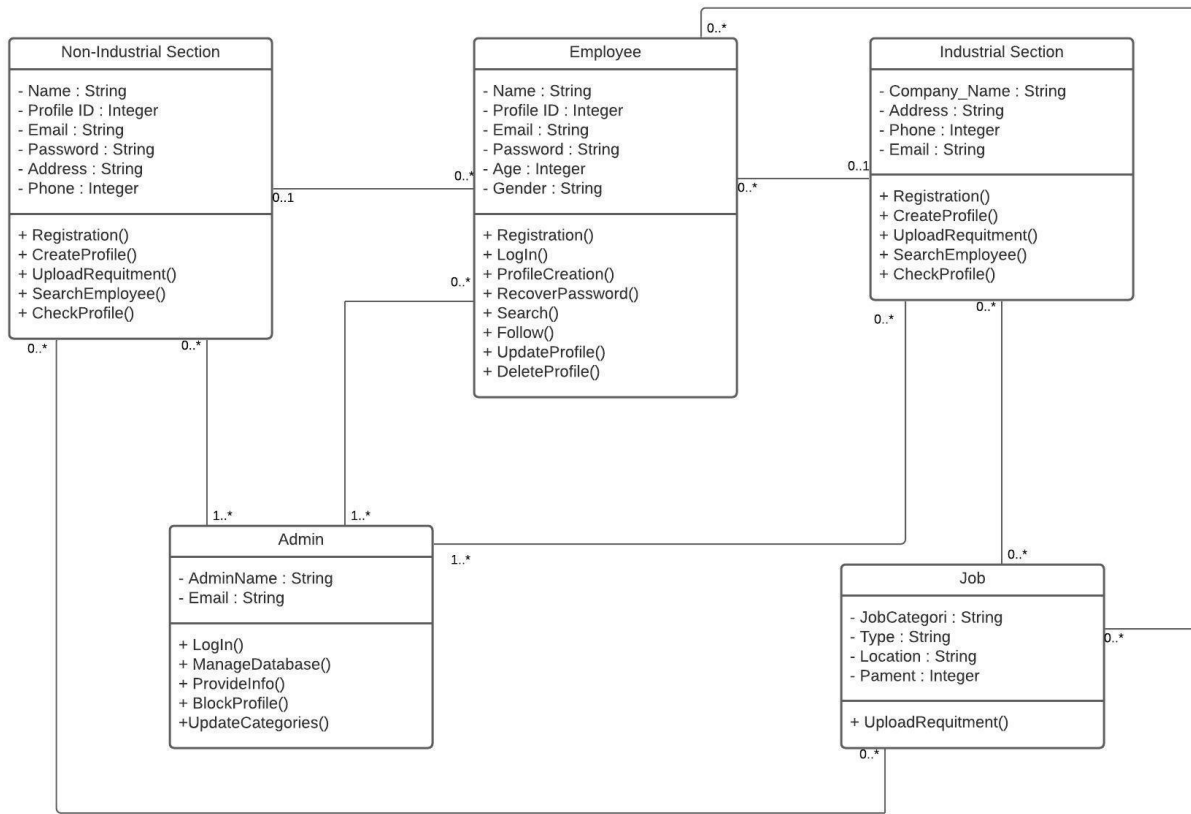 0..*
Non-Industrial Section
- Name : String
- Profile ID : Integer
- Email : String
- Password : String
- Address : String
- Phone : Integer
+ Registration()
+ CreateProfile()
+ UploadRequitment()
+ SearchEmployee()
+ CheckProfile()
0..1
0..*
0..*
0..*
Employee
- Name : String
- Profile ID : Integer
- Email : String
- Password : String
- Age : Integer
- Gender : String
+ Registration()
+ LogIn()
+ ProfileCreation()
+ RecoverPassword()
+ Search()
+ Follow()
+ UpdateProfile()
+ DeleteProfile()
0..*
0..*
0..1
Industrial Section
- Company_Name : String
- Address : String
- Phone : Integer
- Email : String
+ Registration()
+ CreateProfile()
+ UploadRequitment()
+ SearchEmployee()
+ CheckProfile()
0..*
0..*
1..*
1..*
1..*
Admin
- AdminName : String
- Email : String
+ LogIn()
+ ManageDatabase()
+ ProvideInfo()
+ BlockProfile()
+UpdateCategories()
0..*
Job
- JobCategori : String
- Type : String
- Location : String
- Pament : Integer
+ UploadRequitment()
0..*
0..*